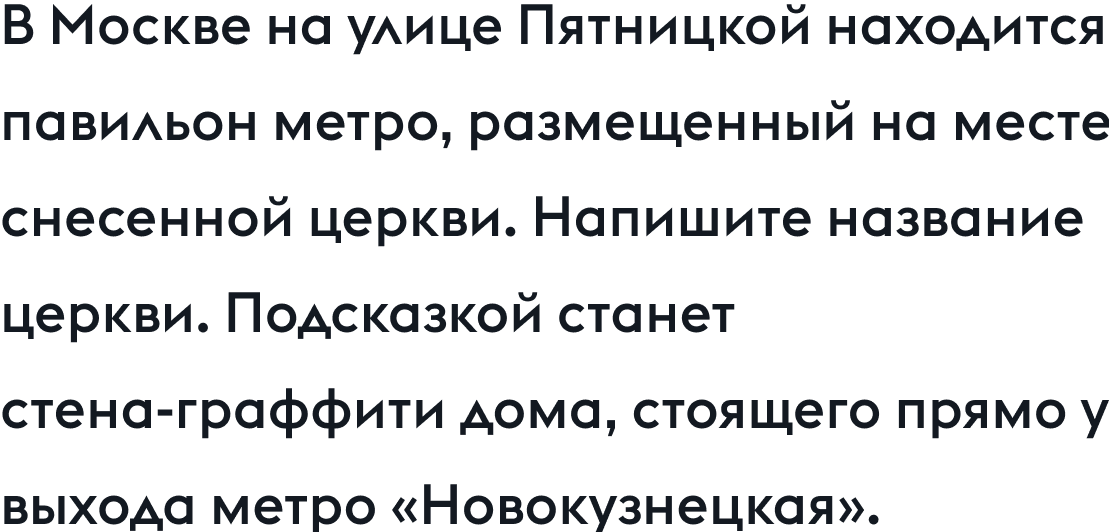 В Москве на улице Пятницкой находится
павильон метро, размещенный на месте
снесенной церкви. Напишите название
церкви. Подсказкой станет
стена-граффити дома, стоящего прямо у
выхода метро «Новокузнецкая».